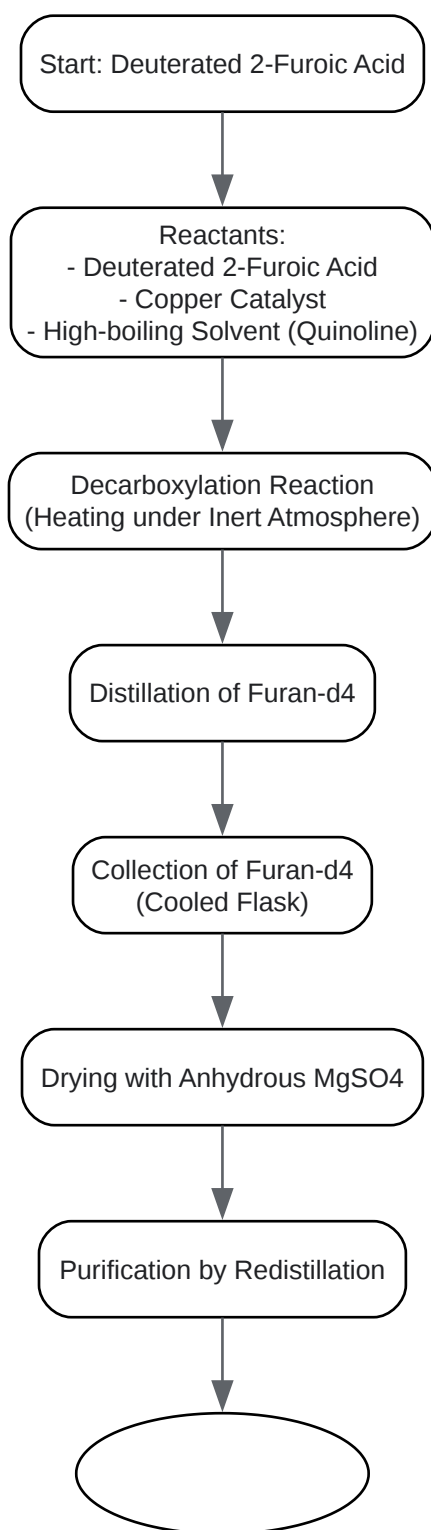 Start: Deuterated 2-Furoic Acid
Reactants:
- Deuterated 2-Furoic Acid
- Copper Catalyst
- High-boiling Solvent (Quinoline)
Decarboxylation Reaction
(Heating under Inert Atmosphere)
Distillation of Furan-d4
Collection of Furan-d4
(Cooled Flask)
Drying with Anhydrous MgSO4
Purification by Redistillation